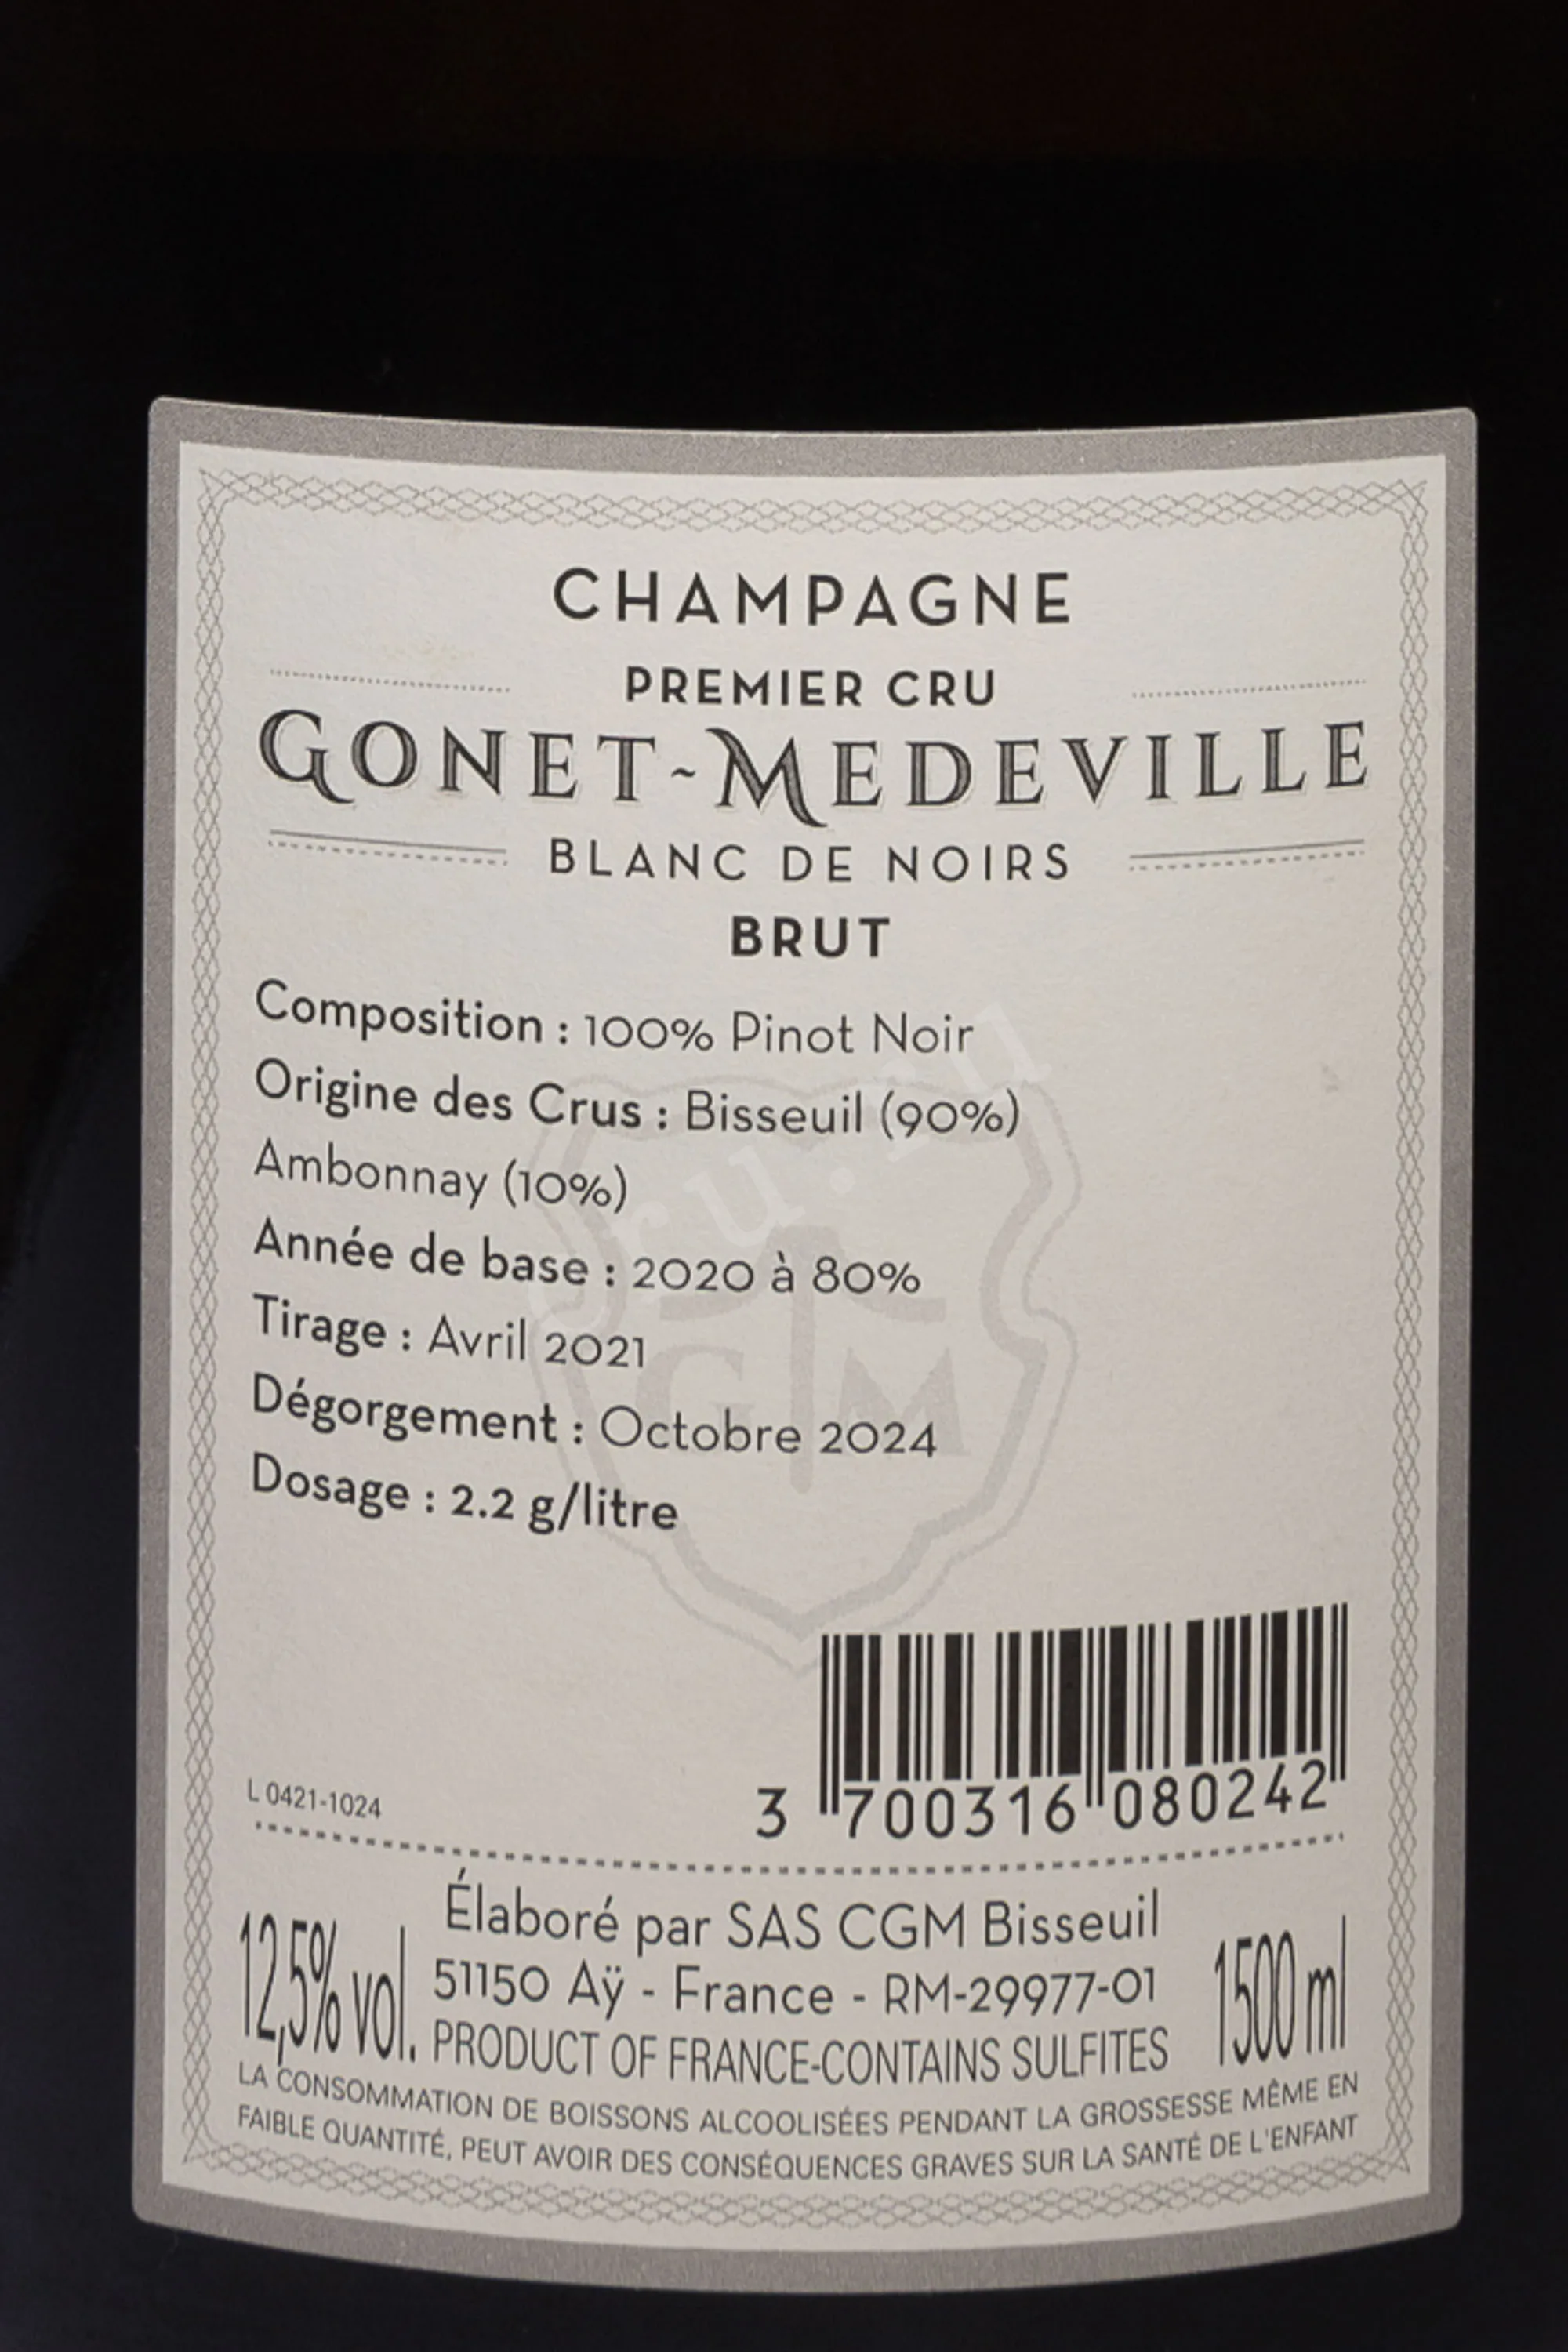 CHAMPAGNE
PREMIER CRU
GONET-MEDEVILLE
BLANC DE NOIRS
BRUT
Composition : 100% Pinot Noir
Origine des Crus : Bisseuil (90%)
Ambonnay (10%)
Année de base : 2020 à 80%
Tirage : Avril 2021
Dégorgement : Octobre 2024
Dosage : 2.2 g/litre
G M
L 0421-1024
3 700316 080242
Élaboré par SAS CGM Bisseuil
51150 Aÿ - France - RM-29977-01
PRODUCT OF FRANCE-CONTAINS SULFITES
12,5% vol.
1500 ml
LA CONSOMMATION DE BOISSONS ALCOOLISÉES PENDANT LA GROSSESSE MÊME EN
FAIBLE QUANTITÉ, PEUT AVOIR DES CONSÉQUENCES GRAVES SUR LA SANTÉ DE L'ENFANT